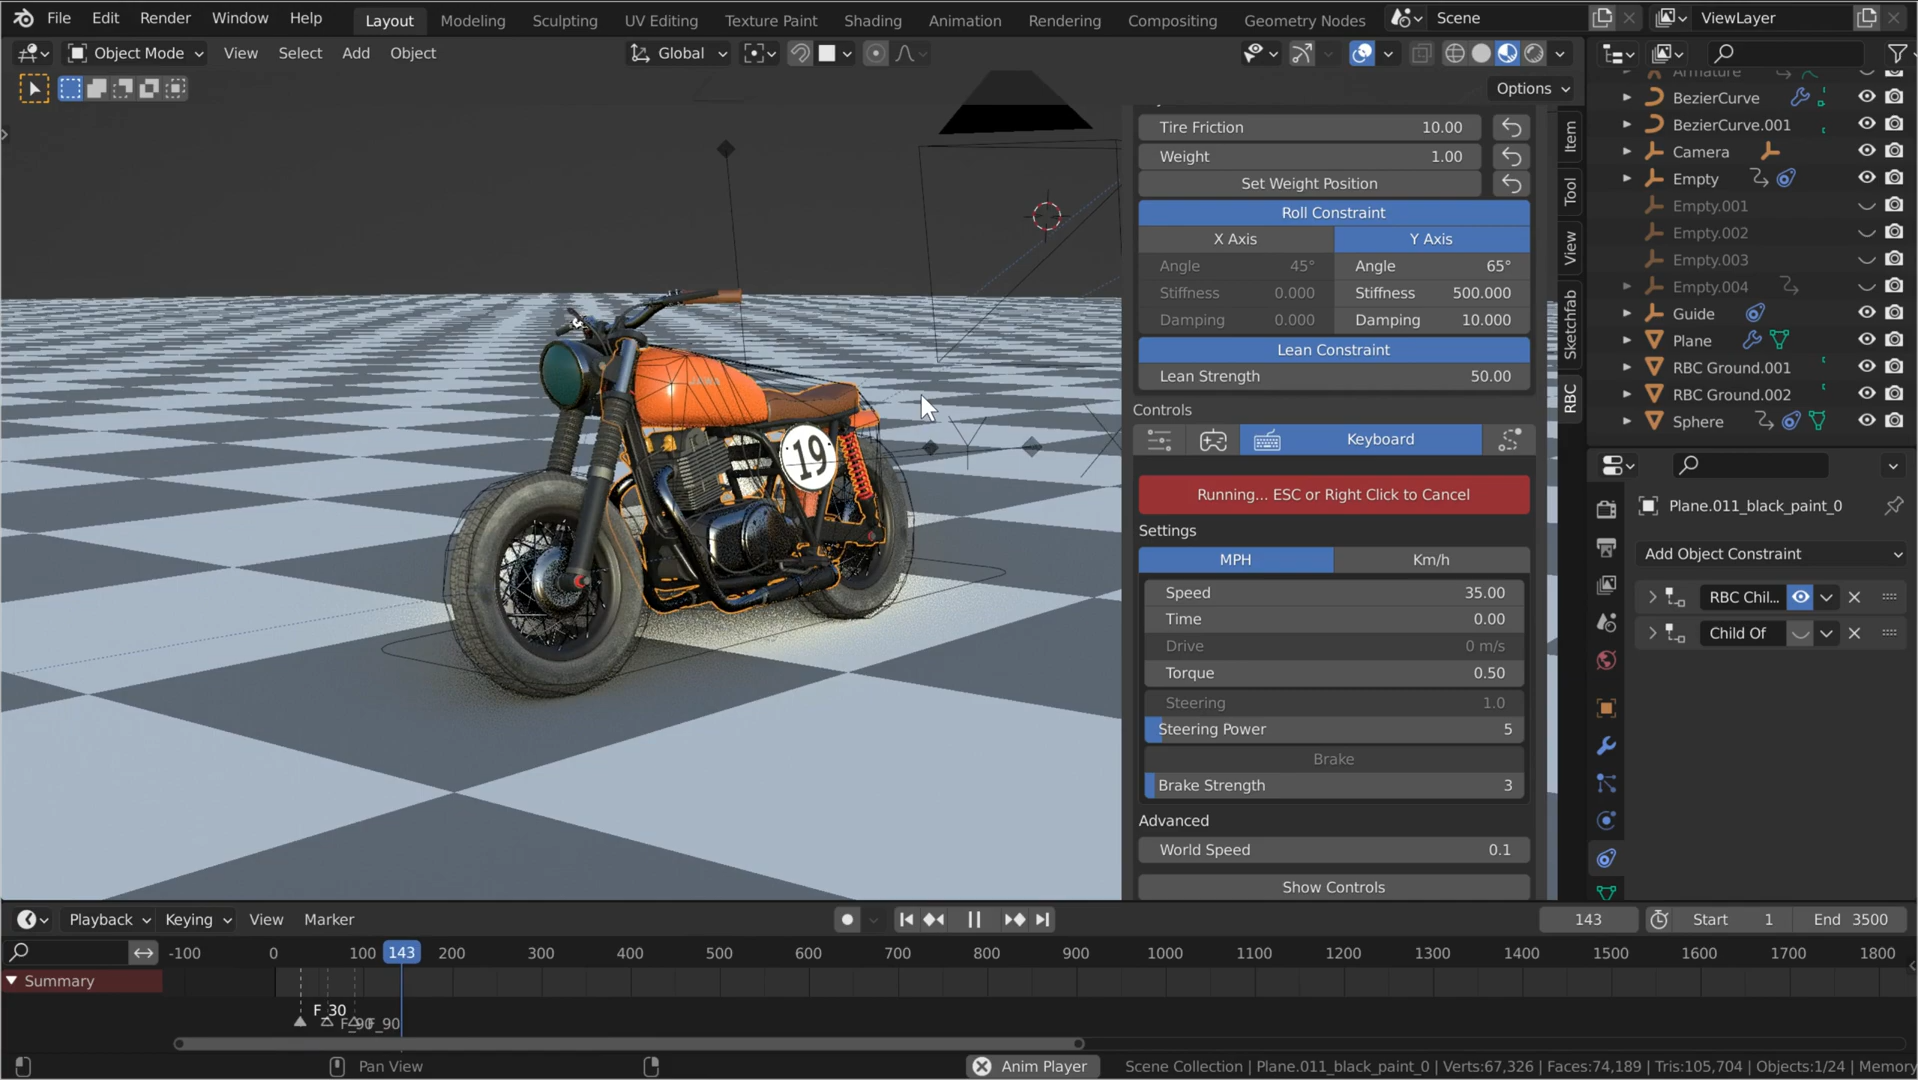 File Edit Render Window Help Layout Modeling Sculpting UV Editing Texture Paint Shading Animation Rendering Compositing Geometry Nodes Scene ViewLayer
Object Mode View Select Add Object Global
Options
Armature
BezierCurve
BezierCurve.001
Camera
Empty
Empty.001
Empty.002
Empty.003
Empty.004
Guide
Plane
RBC Ground.001
RBC Ground.002
Sphere
Item
Tool
View
Sketchfab
RBC
Tire Friction 10.00
Weight 1.00
Set Weight Position
Roll Constraint
X Axis Y Axis
Angle 45° Angle 65°
Stiffness 0.000 Stiffness 500.000
Damping 0.000 Damping 10.000
Lean Constraint
Lean Strength 50.00
Controls
Keyboard
Running... ESC or Right Click to Cancel
Settings
MPH Km/h
Speed 35.00
Time 0.00
Drive 0 m/s
Torque 0.50
Steering 1.0
Steering Power 5
Brake
Brake Strength 3
Advanced
World Speed 0.1
Show Controls
19
Plane.011_black_paint_0
Add Object Constraint
RBC Chil...
Child Of
Playback Keying View Marker 143 Start 1 End 3500
-100 0 100 143 200 300 400 500 600 700 800 900 1000 1100 1200 1300 1400 1500 1600 1700 1800
Summary
F_30
F_90 F_90
Pan View Anim Player Scene Collection | Plane.011_black_paint_0 | Verts:67,326 | Faces:74,189 | Tris:105,704 | Objects:1/24 | Memory